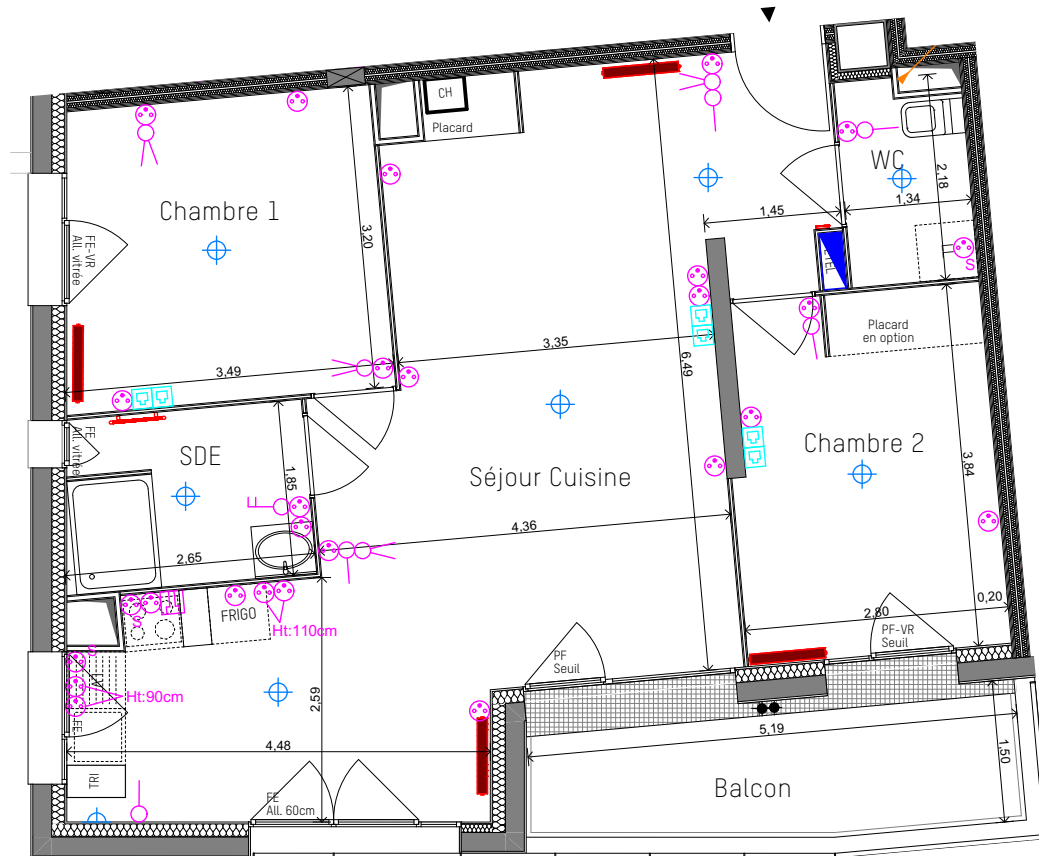 CH
Placard
WC
2,18
1,34
1,45
Chambre 1
3,20
FE-VR
All. vitrée
ETEL
S
Placard
en option
3,35
6,49
3,49
FE
All. vitrée
SDE
1,85
Séjour Cuisine
Chambre 2
3,84
4,36
2,65
FRIGO
S
Ht:110cm
0,20
2,80
PF-VR
Seuil
PF
Seuil
S
LV
Ht:90cm
FE
2,59
4,48
5,19
1,50
TRI
FE
All. 60cm
Balcon